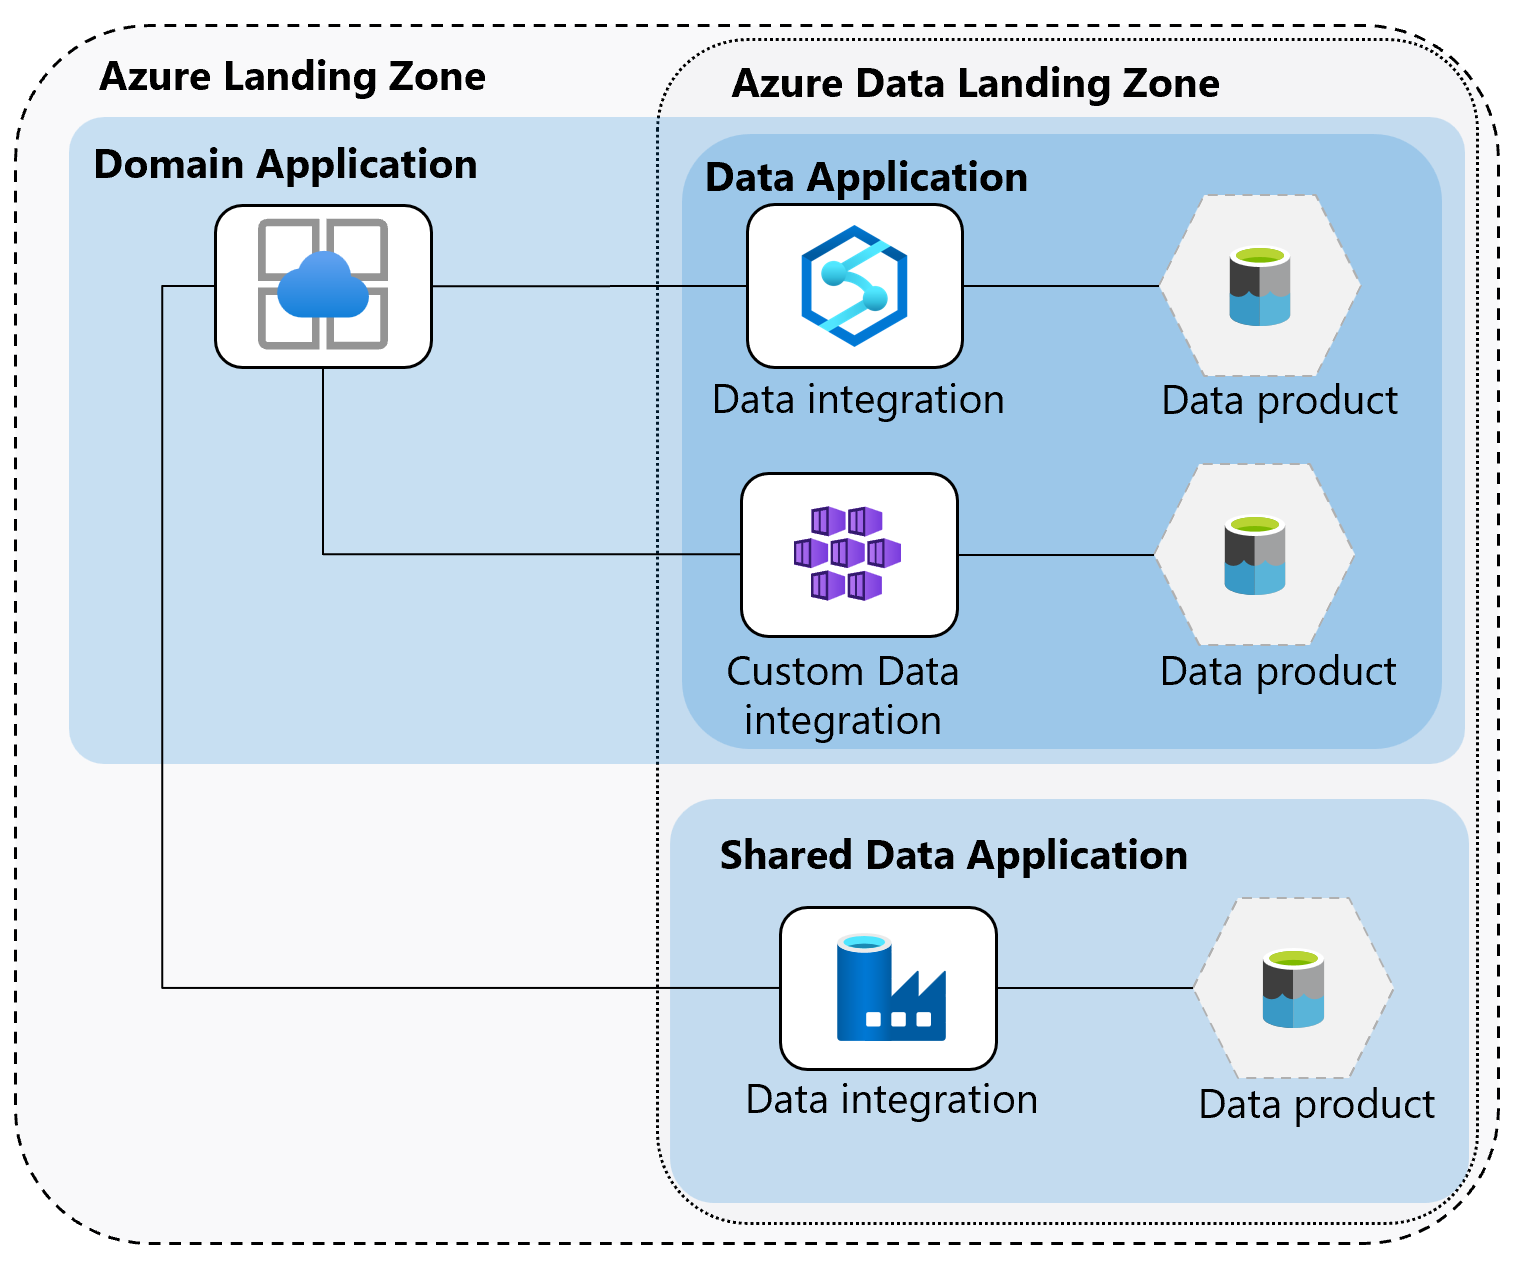 Azure Landing Zone
Azure Data Landing Zone
Domain Application
Data Application
Data integration
Data product
Custom Data
integration
Data product
Shared Data Application
Data integration
Data product